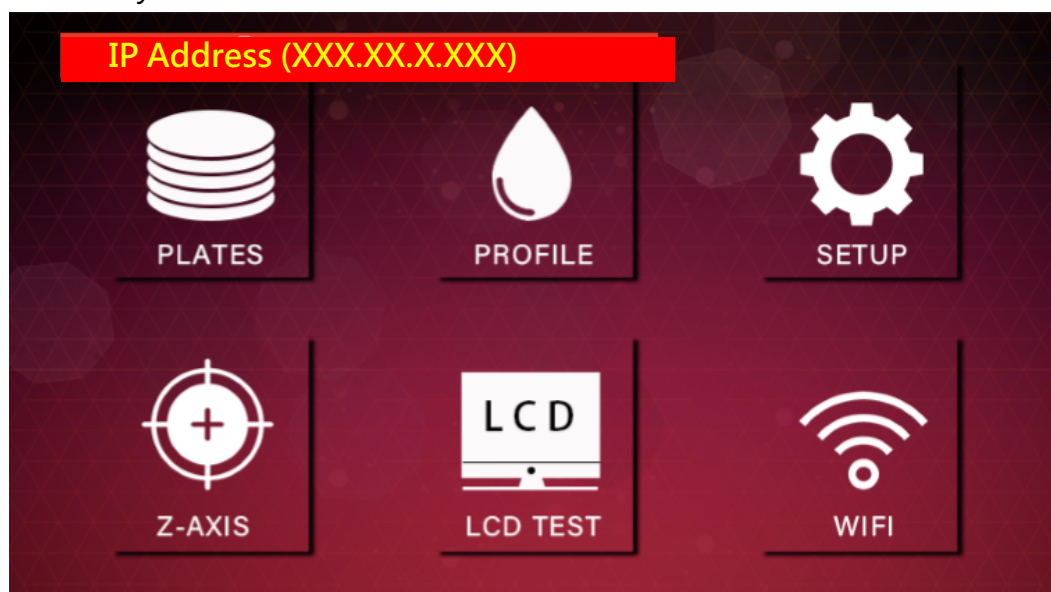 IP Address (XXX.XX.X.XXX)
PLATES
PROFILE
SETUP
LCD
Z-AXIS
LCD TEST
WIFI